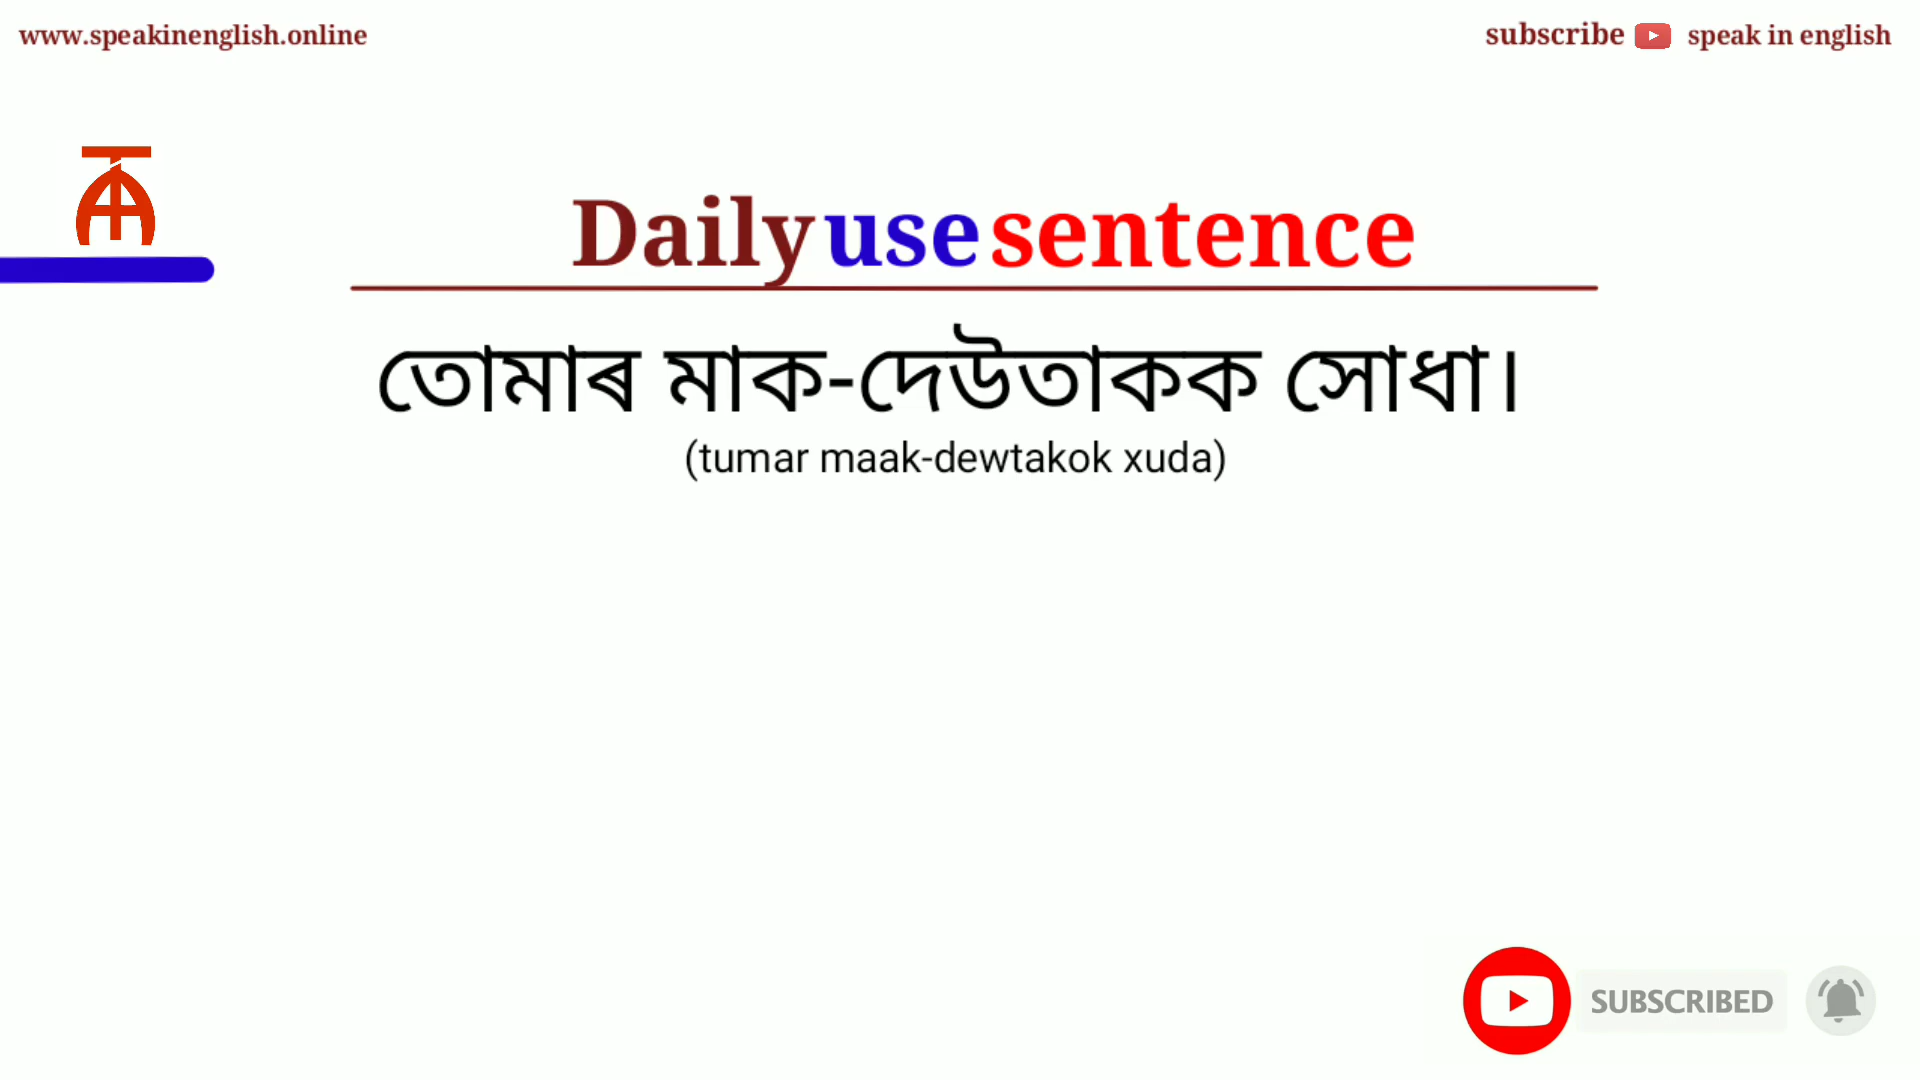 www.speakinenglish.online
subscribe speak in english
Daily use sentence
তোমাৰ মাক-দেউতাকক সোধা।
(tumar maak-dewtakok xuda)
SUBSCRIBED